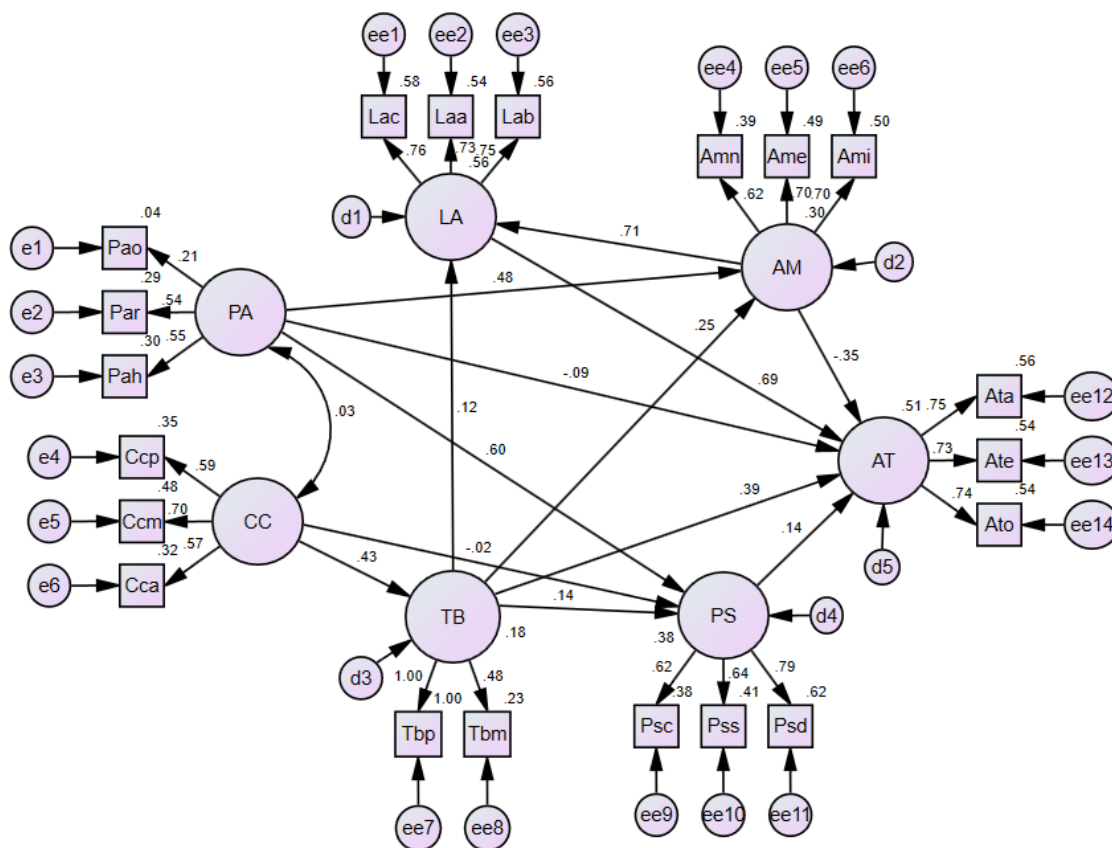 ee1 ee2 ee3
.58 .54 .56
Lac Laa Lab
.76 .73 .75
.56
d1 LA
ee4 ee5 ee6
.39 .49 .50
Amn Ame Ami
.62 .70 .70
.30
AM d2
.71
.48
.25
e1 Pao .04
.21
e2 Par .29
.54
e3 Pah .30
.55
PA
-.09
.12
.69
-.35
.03
.60
e4 Ccp .35
.59
e5 Ccm .48
.70
e6 Cca .32
.57
CC
.43
-.02
.39
.14
.14
AT .51
d5
.75 Ata .56 ee12
.73 Ate .54 ee13
.74 Ato .54 ee14
d3 TB .18
1.00 .48
1.00 .23
Tbp Tbm
ee7 ee8
PS d4
.38
.62 .64 .79
.38 .41 .62
Psc Pss Psd
ee9 ee10 ee11